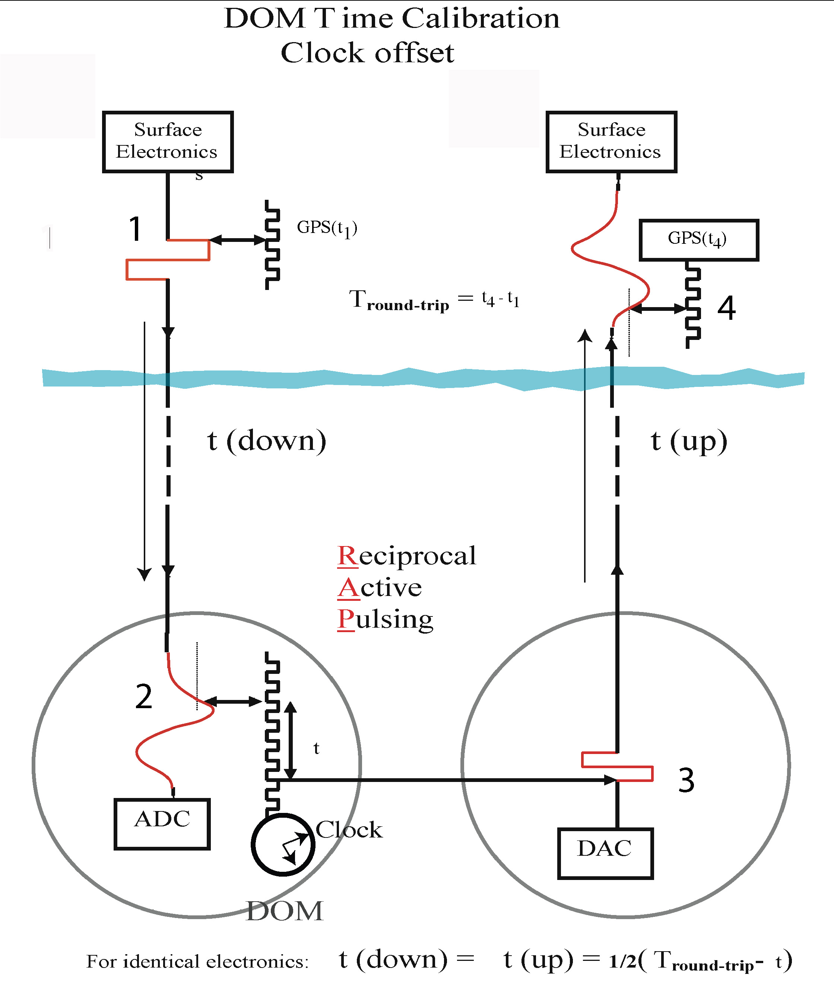 DOM T ime Calibration
Clock offset
Surface
Electronics
s
Surface
Electronics
1
GPS(t1)
GPS(t4)
Tround-trip = t4 - t1
4
t (down)
t (up)
Reciprocal
Active
Pulsing
2
t
3
ADC
Clock
DAC
DOM
For identical electronics: t (down) = t (up) = 1/2( Tround-trip- t)